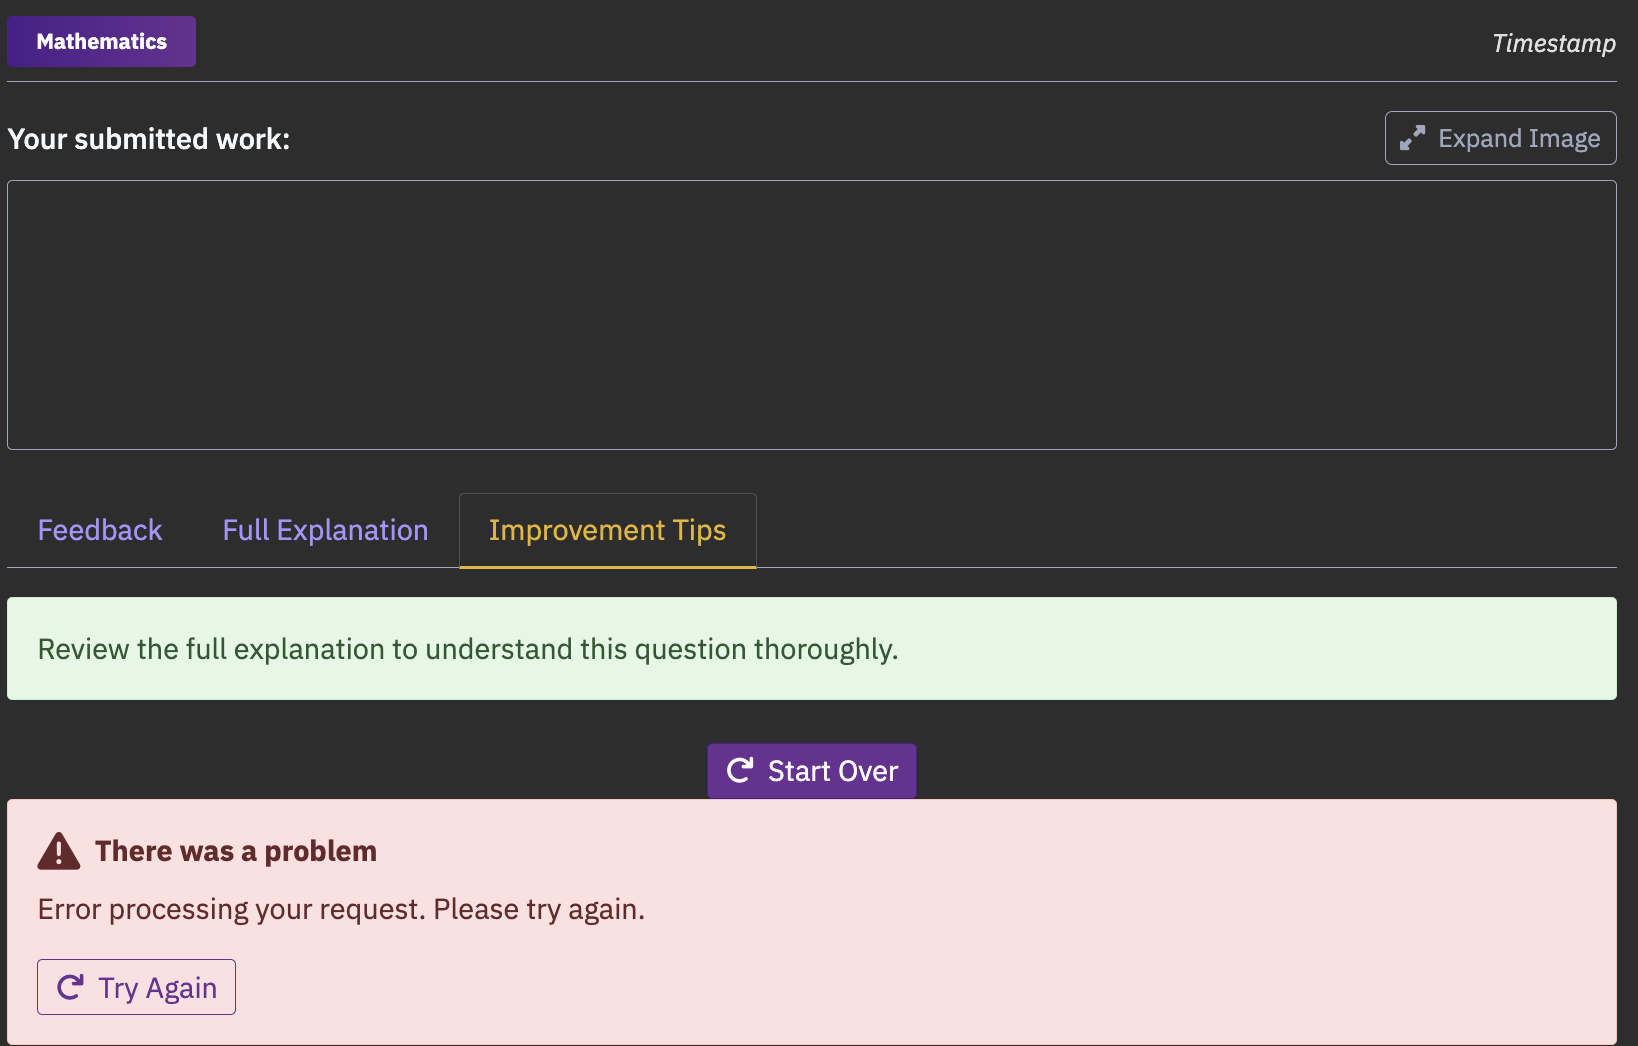 Mathematics
Timestamp
Your submitted work:
Expand Image
Feedback
Full Explanation
Improvement Tips
Review the full explanation to understand this question thoroughly.
Start Over
There was a problem
Error processing your request. Please try again.
Try Again